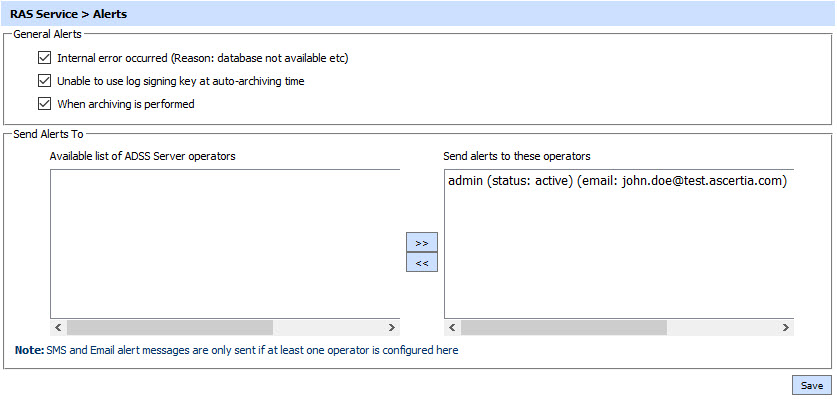 RAS Service > Alerts
General Alerts
Internal error occurred (Reason: database not available etc)
Unable to use log signing key at auto-archiving time
When archiving is performed
Send Alerts To
Available list of ADSS Server operators
Send alerts to these operators
admin (status: active) (email: john.doe@test.ascertia.com)
>>
<<
Note: SMS and Email alert messages are only sent if at least one operator is configured here
Save